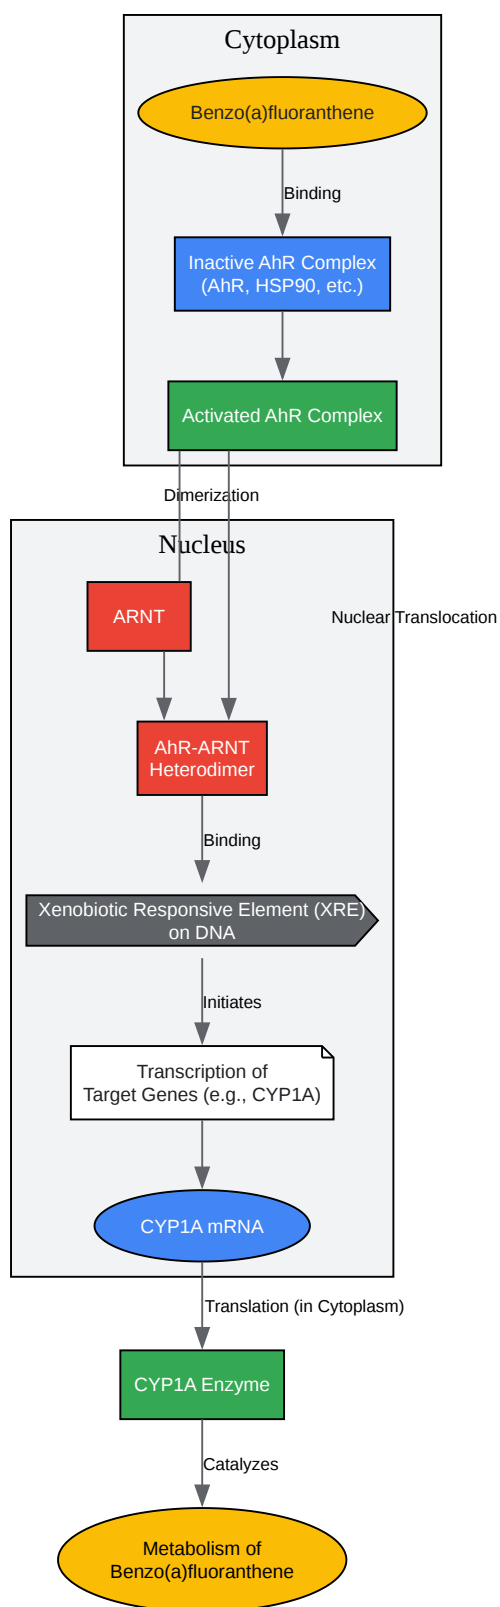 Cytoplasm
Benzo(a)fluoranthene
Binding
Inactive AhR Complex
(AhR, HSP90, etc.)
Activated AhR Complex
Dimerization
Nucleus
ARNT
Nuclear Translocation
AhR-ARNT
Heterodimer
Binding
Xenobiotic Responsive Element (XRE)
on DNA
Initiates
Transcription of
Target Genes (e.g., CYP1A)
CYP1A mRNA
Translation (in Cytoplasm)
CYP1A Enzyme
Catalyzes
Metabolism of
Benzo(a)fluoranthene